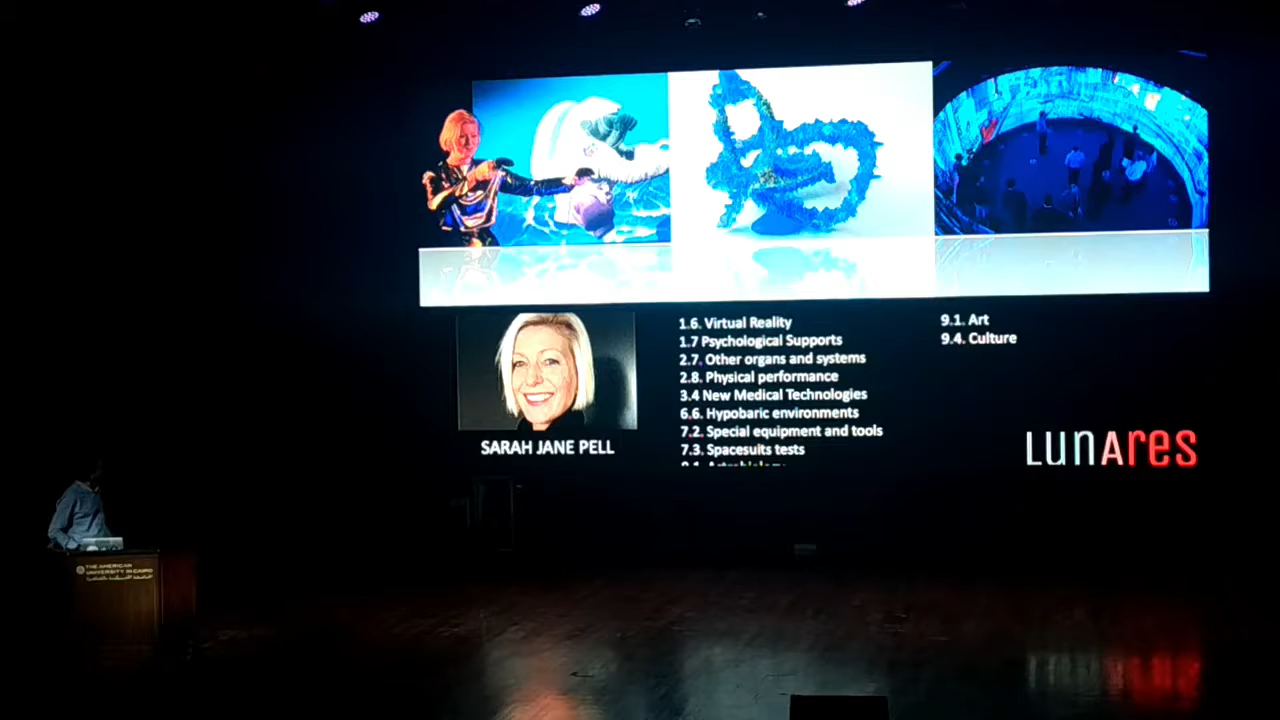 1.6. Virtual Reality
1.7 Psychological Supports
2.7. Other organs and systems
2.8. Physical performance
3.4 New Medical Technologies
6.6. Hypobaric environments
7.2. Special equipment and tools
7.3. Spacesuits tests
9.1. Art
9.4. Culture
SARAH JANE PELL
LUNARES
THE AMERICAN
UNIVERSITY IN CAIRO